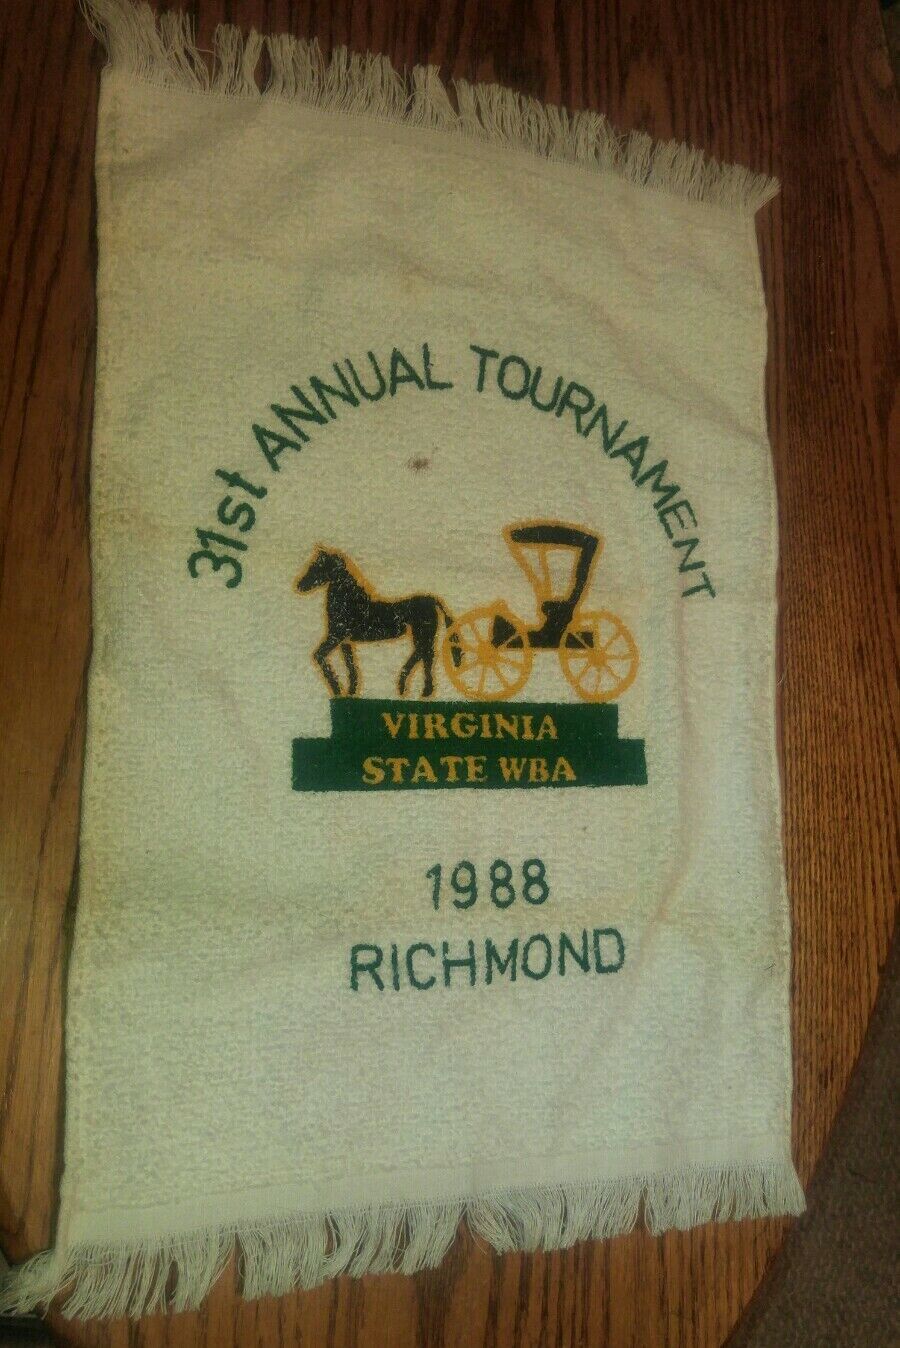 31st ANNUAL TOURNAMENT
VIRGINIA
STATE WBA
1988
RICHMOND